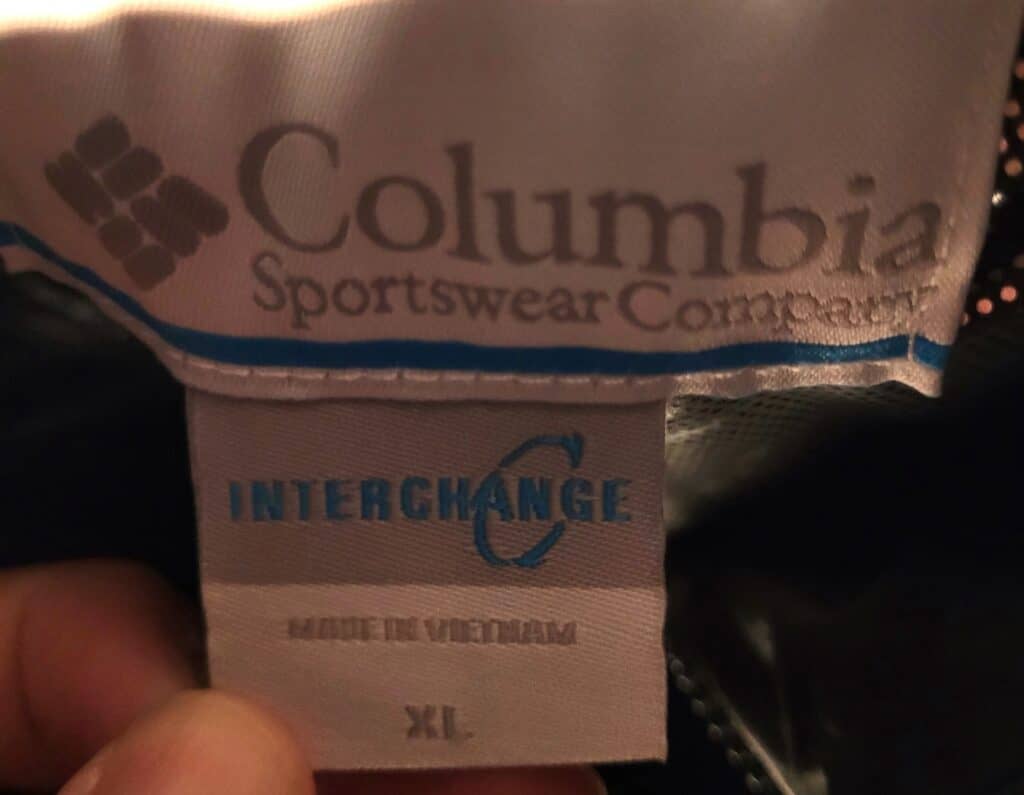 Columbia
Sportswear Company
INTERCHANGE
MADE IN VIETNAM
XL